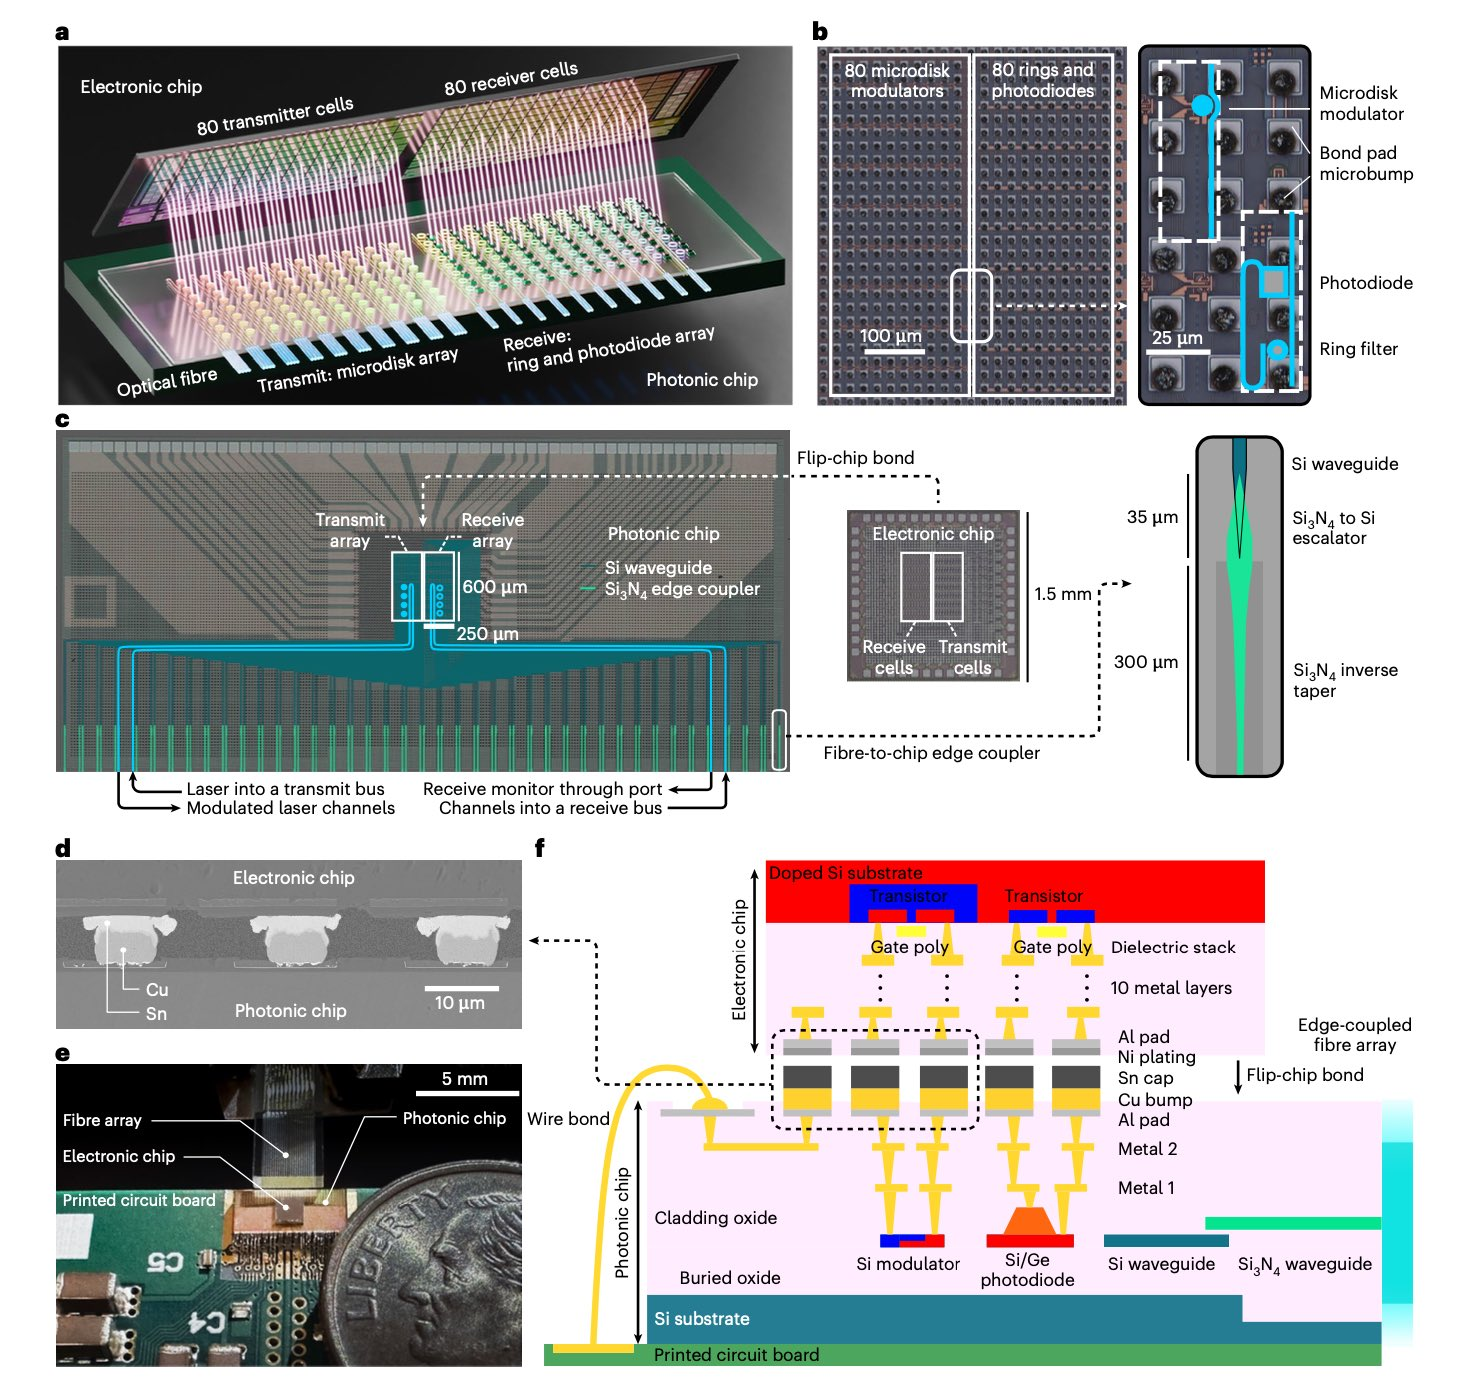 a
Electronic chip
80 transmitter cells
80 receiver cells
Optical fibre
Transmit: microdisk array
Receive:
ring and photodiode array
Photonic chip
b
80 microdisk
modulators
80 rings and
photodiodes
100 µm
25 µm
Microdisk
modulator
Bond pad
microbump
Photodiode
Ring filter
c
Transmit
array
Receive
array
Photonic chip
Si waveguide
Si3N4 edge coupler
600 µm
250 µm
Laser into a transmit bus
Modulated laser channels
Receive monitor through port
Channels into a receive bus
Flip-chip bond
Electronic chip
1.5 mm
Receive
cells
Transmit
cells
Fibre-to-chip edge coupler
35 µm
300 µm
Si waveguide
Si3N4 to Si
escalator
Si3N4 inverse
taper
d
Electronic chip
Cu
Sn
10 µm
Photonic chip
e
5 mm
Fibre array
Photonic chip
Electronic chip
Printed circuit board
C5
C4
LIBERTY
f
Doped Si substrate
Transistor
Transistor
Gate poly
Gate poly
Dielectric stack
10 metal layers
Electronic chip
Al pad
Ni plating
Sn cap
Cu bump
Al pad
Edge-coupled
fibre array
Flip-chip bond
Wire bond
Metal 2
Metal 1
Photonic chip
Cladding oxide
Buried oxide
Si modulator
Si/Ge
photodiode
Si waveguide
Si3N4 waveguide
Si substrate
Printed circuit board